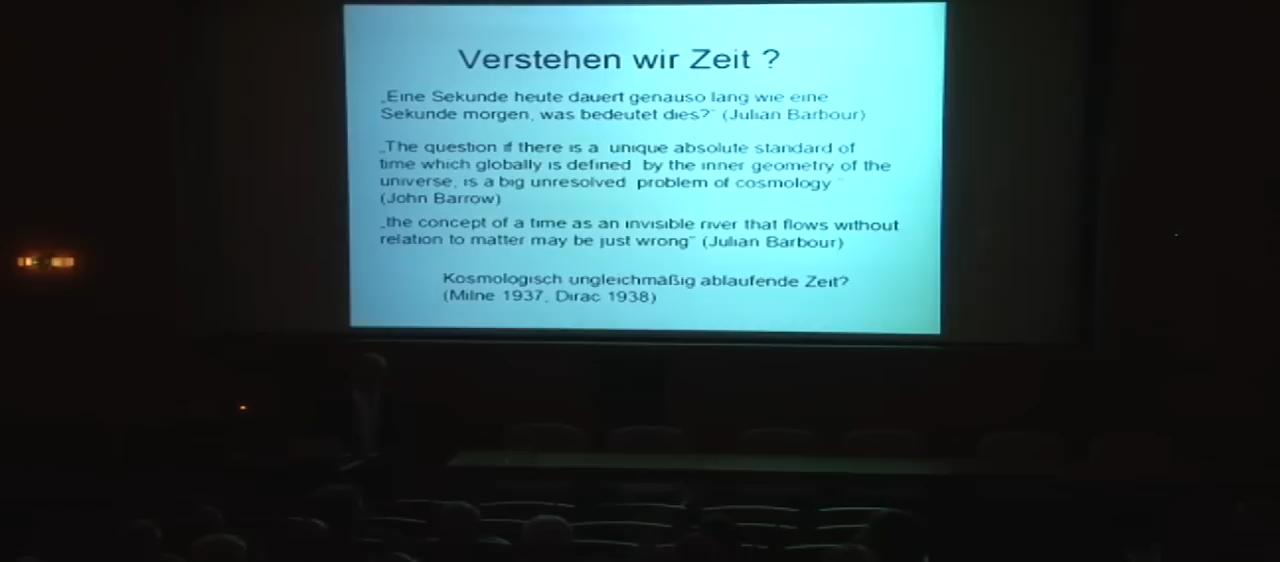 Verstehen wir Zeit ?
„Eine Sekunde heute dauert genauso lang wie eine
Sekunde morgen, was bedeutet dies?“ (Julian Barbour)
„The question if there is a unique absolute standard of
time which globally is defined by the inner geometry of the
universe, is a big unresolved problem of cosmology “
(John Barrow)
„the concept of a time as an invisible river that flows without
relation to matter may be just wrong“ (Julian Barbour)
Kosmologisch ungleichmäßig ablaufende Zeit?
(Milne 1937, Dirac 1938)